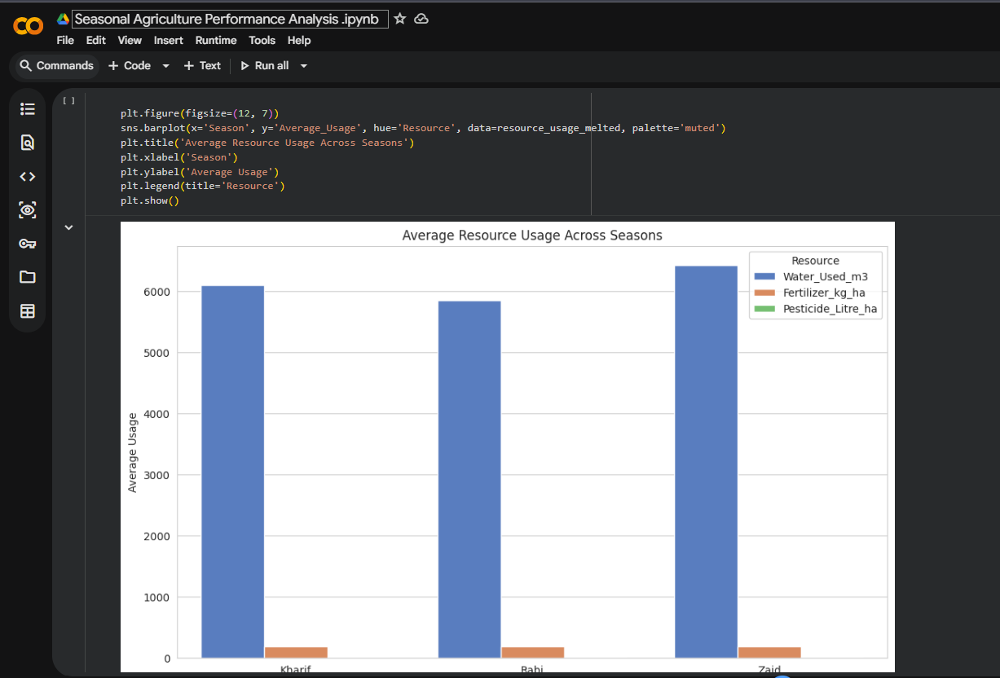 Seasonal Agriculture Performance Analysis .ipynb
File Edit View Insert Runtime Tools Help
Commands + Code + Text Run all
[ ]
plt.figure(figsize=(12, 7))
sns.barplot(x='Season', y='Average_Usage', hue='Resource', data=resource_usage_melted, palette='muted')
plt.title('Average Resource Usage Across Seasons')
plt.xlabel('Season')
plt.ylabel('Average Usage')
plt.legend(title='Resource')
plt.show()
Average Resource Usage Across Seasons
Resource
Water_Used_m3
Fertilizer_kg_ha
Pesticide_Litre_ha
Average Usage
6000
5000
4000
3000
2000
1000
0
Kharif Rabi Zaid